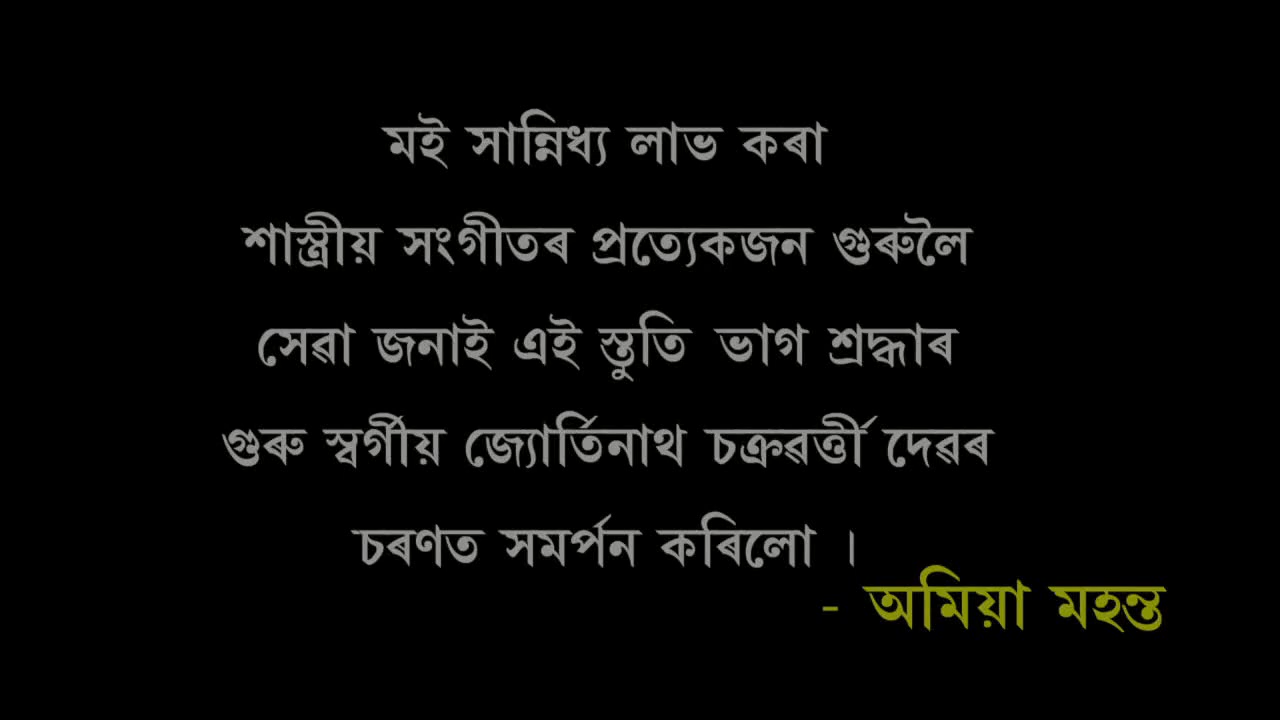 মই সান্নিধ্য লাভ কৰা
শাস্ত্ৰীয় সংগীতৰ প্ৰত্যেকজন গুৰুলৈ
সেৱা জনাই এই স্তুতি ভাগ শ্ৰদ্ধাৰ
গুৰু স্বৰ্গীয় জ্যোৰ্তিনাথ চক্ৰৱৰ্ত্তী দেৱৰ
চৰণত সমৰ্পন কৰিলো ।
- অমিয়া মহন্ত